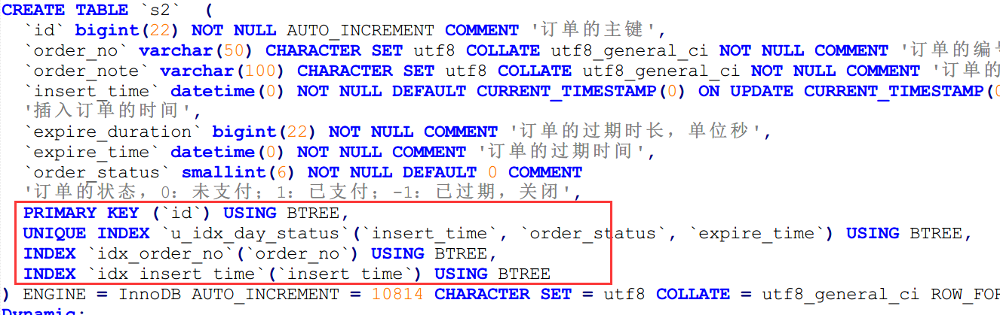 CREATE TABLE `s2`  (
`id` bigint(22) NOT NULL AUTO_INCREMENT COMMENT '订单的主键',
`order_no` varchar(50) CHARACTER SET utf8 COLLATE utf8_general_ci NOT NULL COMMENT '订单的编号
`order_note` varchar(100) CHARACTER SET utf8 COLLATE utf8_general_ci NOT NULL COMMENT '订单的
`insert_time` datetime(0) NOT NULL DEFAULT CURRENT_TIMESTAMP(0) ON UPDATE CURRENT_TIMESTAMP(0
'插入订单的时间',
`expire_duration` bigint(22) NOT NULL COMMENT '订单的过期时长，单位秒',
`expire_time` datetime(0) NOT NULL COMMENT '订单的过期时间',
`order_status` smallint(6) NOT NULL DEFAULT 0 COMMENT
'订单的状态，0：未支付；1：已支付；-1：已过期，关闭',
PRIMARY KEY (`id`) USING BTREE,
UNIQUE INDEX `u_idx_day_status`(`insert_time`, `order_status`, `expire_time`) USING BTREE,
INDEX `idx_order_no`(`order_no`) USING BTREE,
INDEX `idx_insert_time`(`insert_time`) USING BTREE
) ENGINE = InnoDB AUTO_INCREMENT = 10814 CHARACTER SET = utf8 COLLATE = utf8_general_ci ROW_FOR
Dynamic;